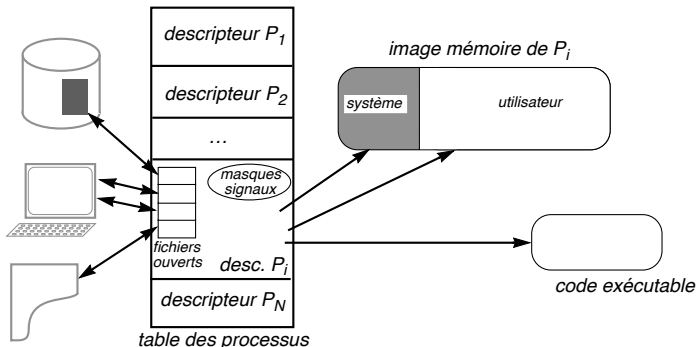 descripteur P1
descripteur P2
...
masques
signaux
fichiers
ouverts
desc. Pi
descripteur PN
table des processus
image mémoire de Pi
système
utilisateur
code exécutable